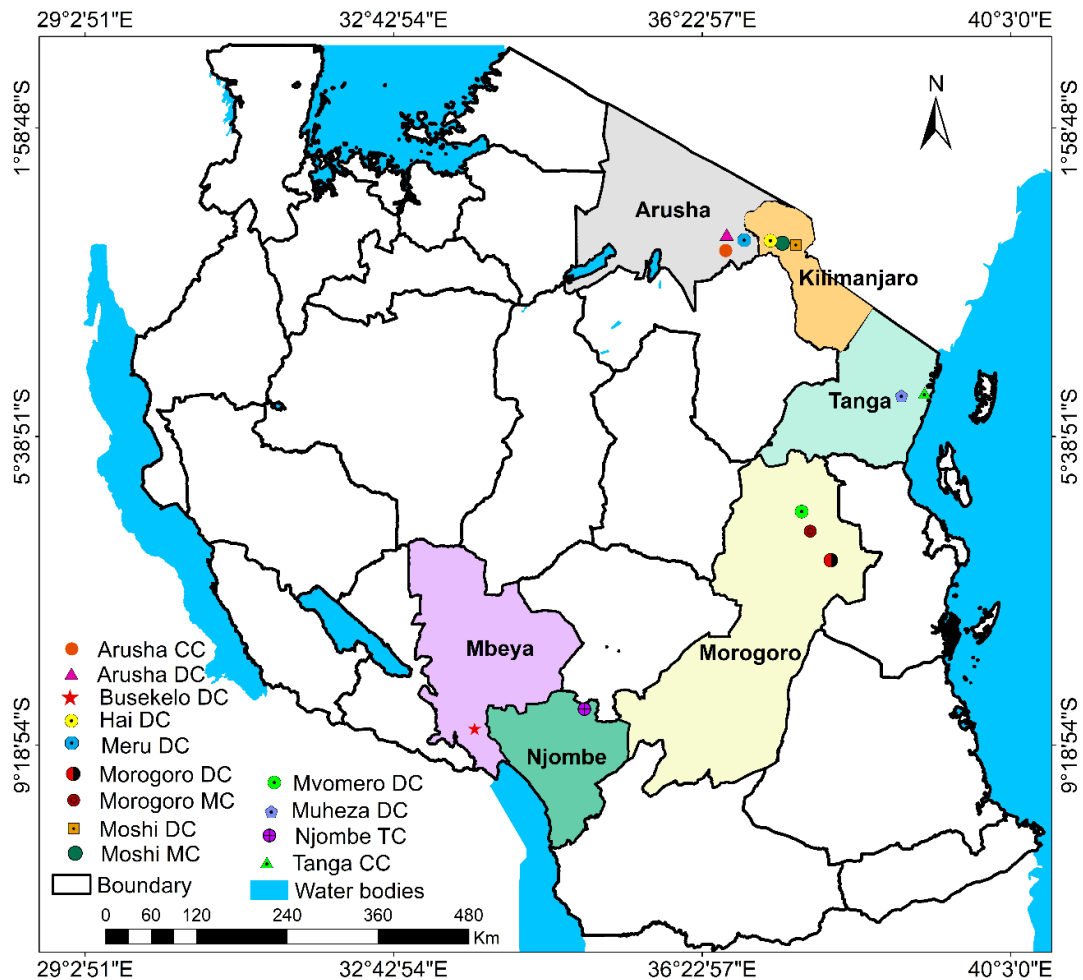 29°2'51"E 32°42'54"E 36°22'57"E 40°3'0"E
N
1°58'48"S 1°58'48"S
Arusha
Kilimanjaro
Tanga
5°38'51"S 5°38'51"S
Mbeya
Morogoro
Njombe
9°18'54"S 9°18'54"S
Arusha CC
Arusha DC
Busekelo DC
Hai DC
Meru DC
Morogoro DC
Morogoro MC
Moshi DC
Moshi MC
Boundary
Mvomero DC
Muheza DC
Njombe TC
Tanga CC
Water bodies
0 30 60 120 240 360 480
Km
29°2'51"E 32°42'54"E 36°22'57"E 40°3'0"E